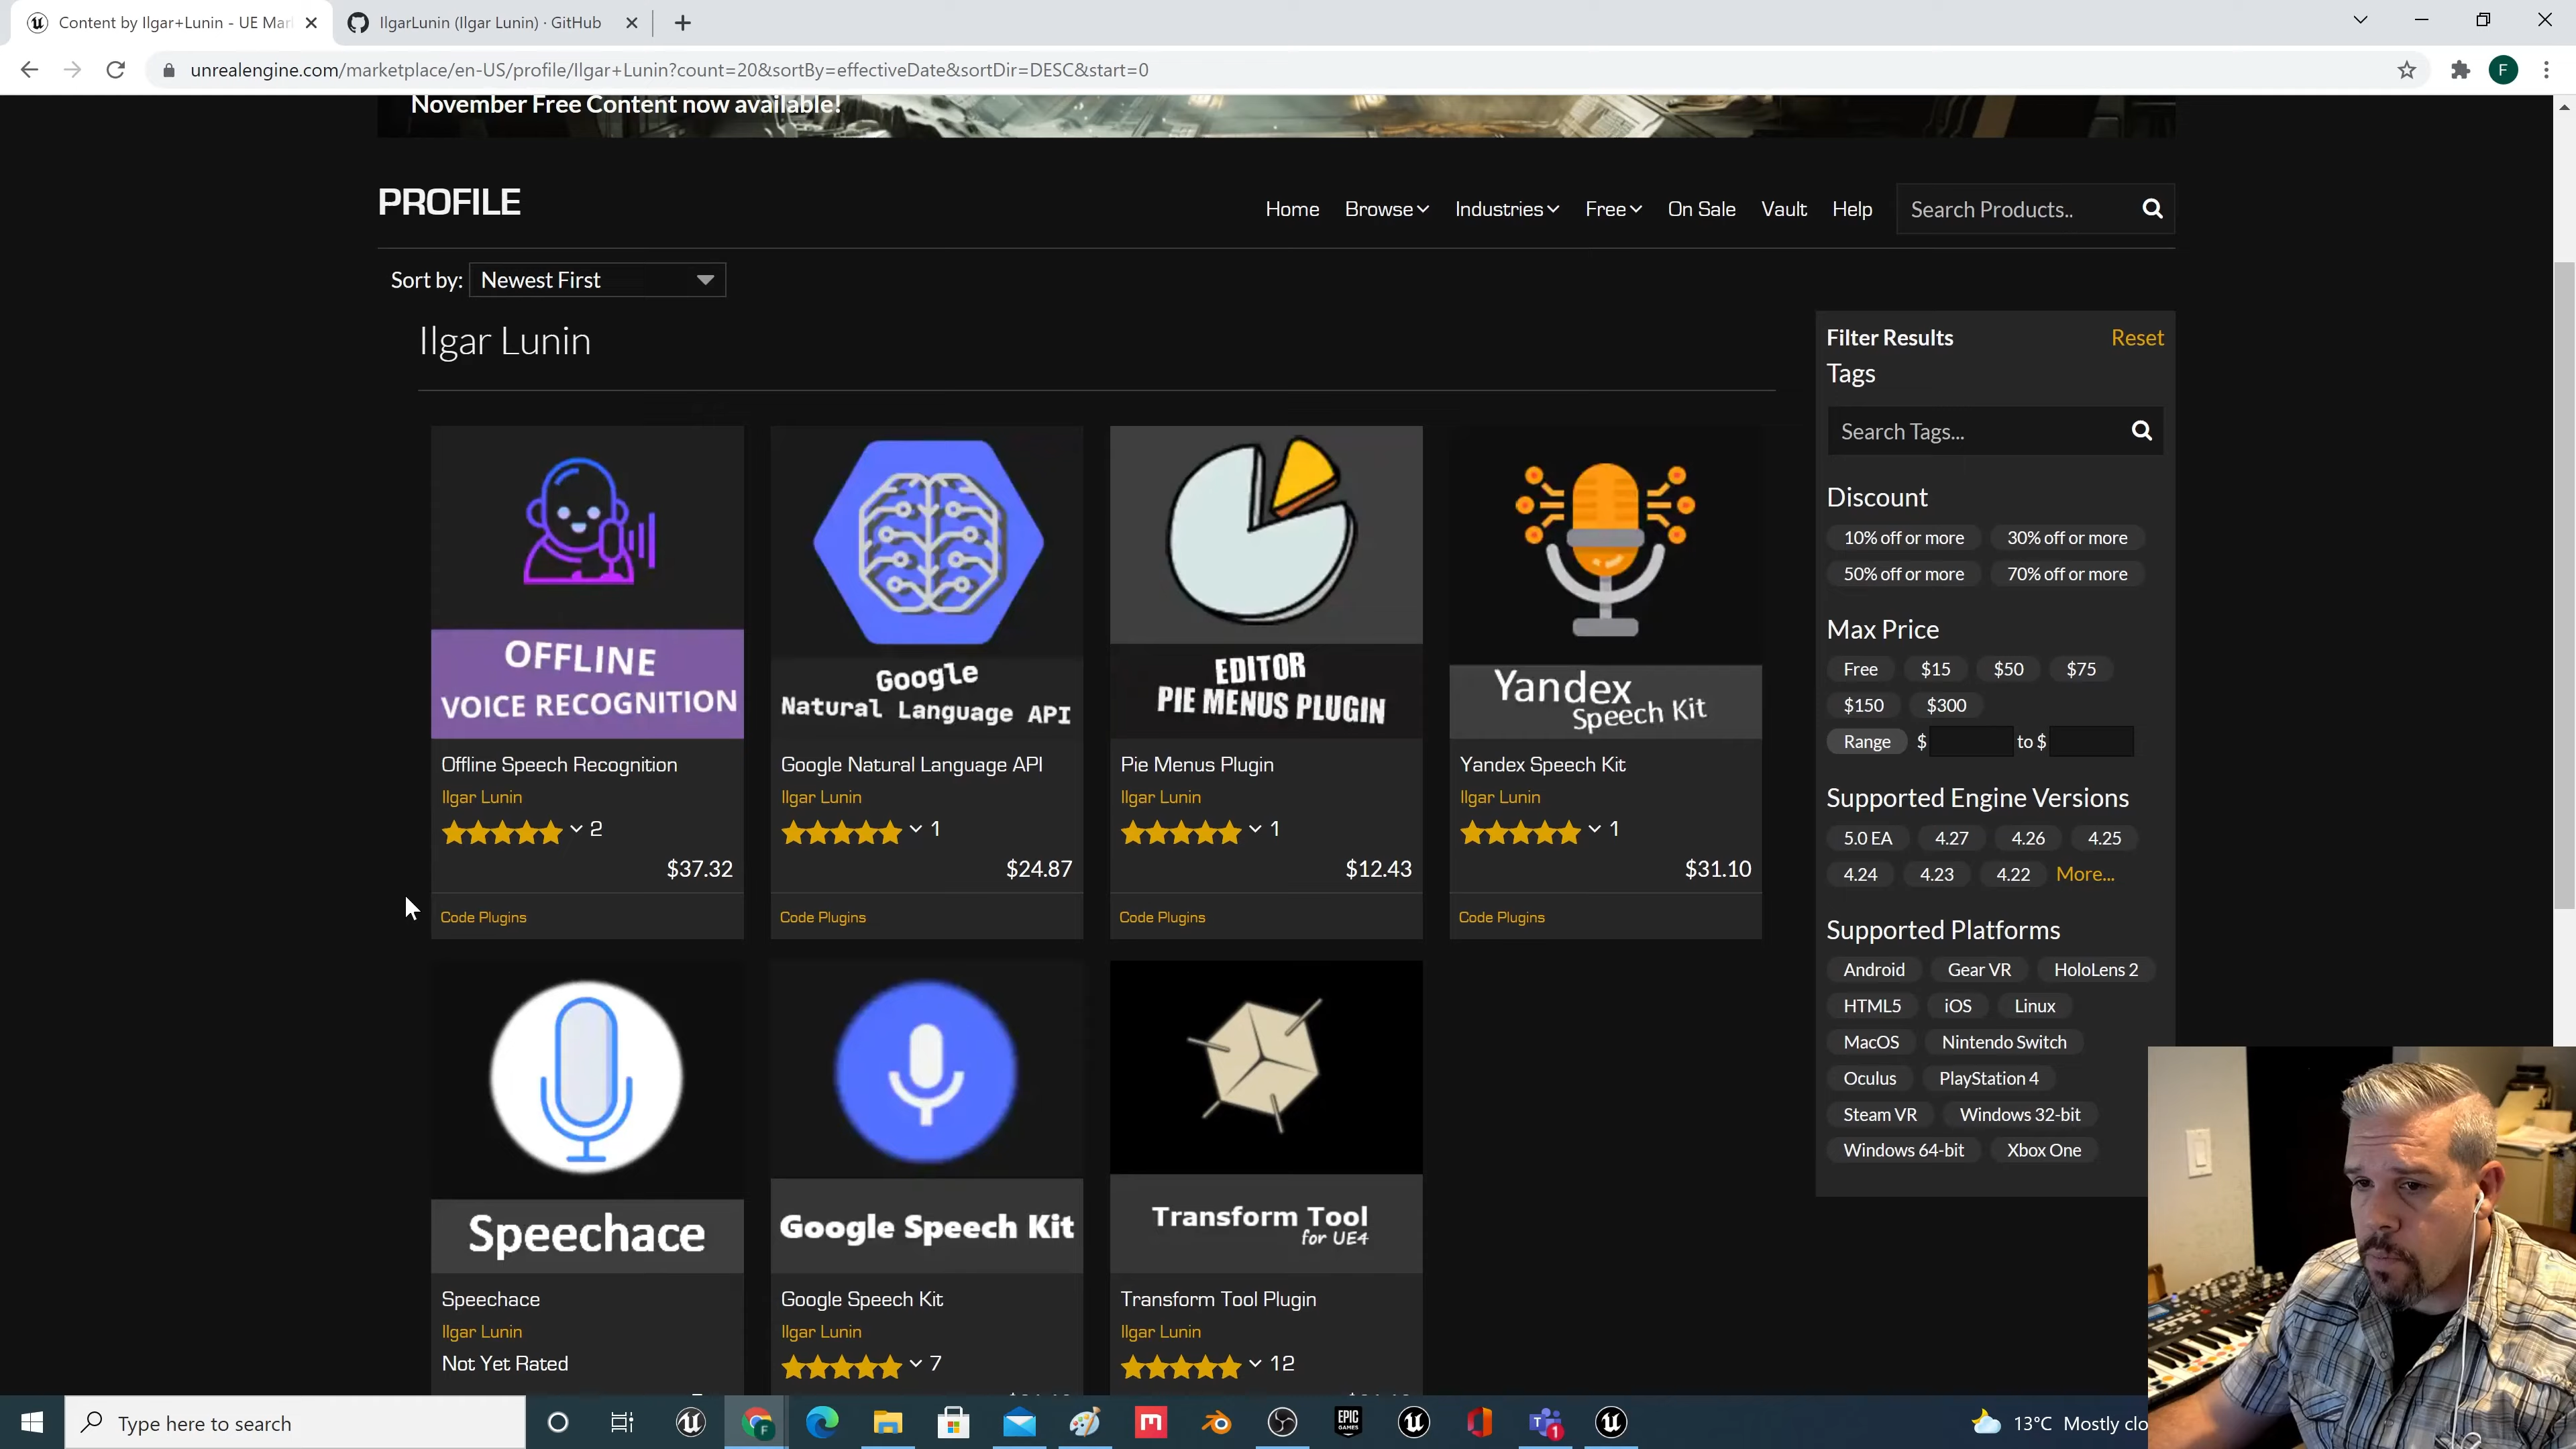 Content by Ilgar+Lunin - UE Mar
IlgarLunin (Ilgar Lunin) · GitHub
unrealengine.com/marketplace/en-US/profile/Ilgar+Lunin?count=20&sortBy=effectiveDate&sortDir=DESC&start=0
F
November Free Content now available!
PROFILE
Home Browse Industries Free On Sale Vault Help
Search Products..
Sort by: Newest First
Ilgar Lunin
Filter Results Reset
Tags
Search Tags...
Discount
10% off or more 30% off or more
50% off or more 70% off or more
Max Price
Free $15 $50 $75
$150 $300
Range $ to $
Supported Engine Versions
5.0 EA 4.27 4.26 4.25
4.24 4.23 4.22 More...
Supported Platforms
Android Gear VR HoloLens 2
HTML5 iOS Linux
MacOS Nintendo Switch
Oculus PlayStation 4
Steam VR Windows 32-bit
Windows 64-bit Xbox One
OFFLINE
VOICE RECOGNITION
Offline Speech Recognition
Ilgar Lunin
2
$37.32
Code Plugins
Google
Natural Language API
Google Natural Language API
Ilgar Lunin
1
$24.87
Code Plugins
EDITOR
PIE MENUS PLUGIN
Pie Menus Plugin
Ilgar Lunin
1
$12.43
Code Plugins
Yandex
Speech Kit
Yandex Speech Kit
Ilgar Lunin
1
$31.10
Code Plugins
Speechace
Speechace
Ilgar Lunin
Not Yet Rated
Google Speech Kit
Google Speech Kit
Ilgar Lunin
7
Transform Tool
for UE4
Transform Tool Plugin
Ilgar Lunin
12
Type here to search
EPIC
GAMES
T
1
13°C Mostly clo